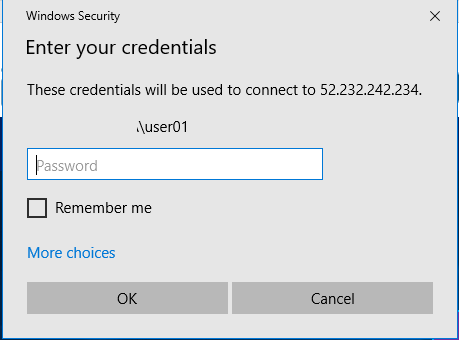 Windows Security
Enter your credentials
These credentials will be used to connect to 52.232.242.234.
.\user01
Password
Remember me
More choices
OK
Cancel